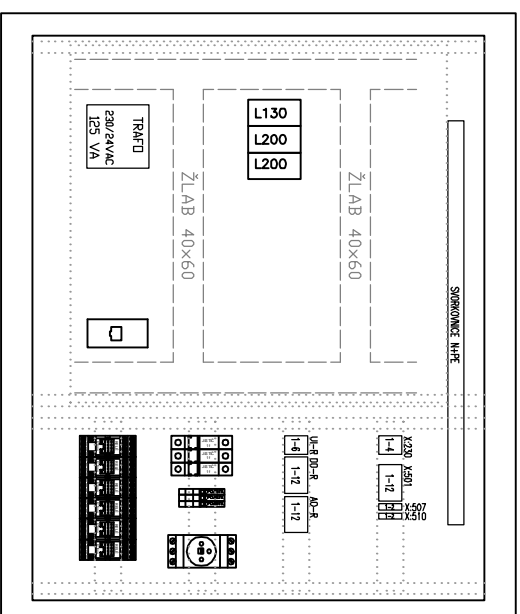 TRAFO
230/24VAC
125 VA
L130
L200
L200
ŽLAB 40x60
ŽLAB 40x60
SVORKOVNICE N+PE
UI-R
1-6
DO-R
1-12
AO-R
1-12
X:230
1-4
X:501
1-12
X:507
X:510